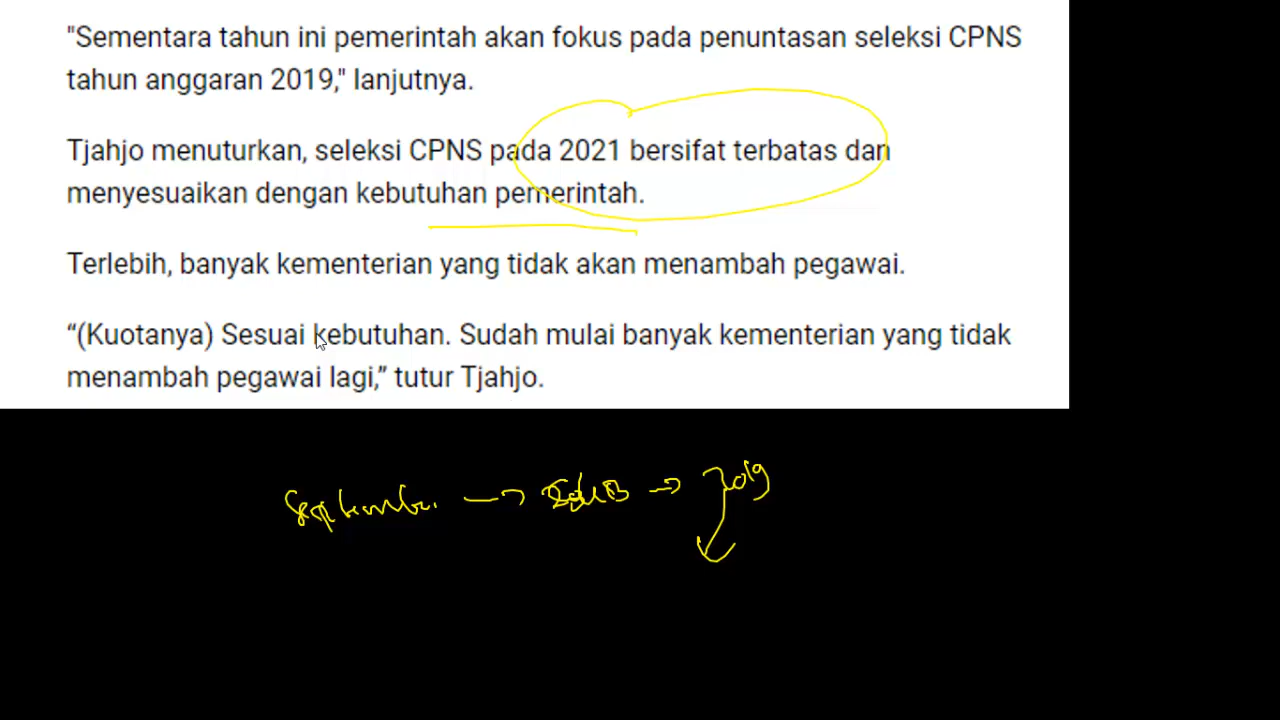 "Sementara tahun ini pemerintah akan fokus pada penuntasan seleksi CPNS
tahun anggaran 2019," lanjutnya.
Tjahjo menuturkan, seleksi CPNS pada 2021 bersifat terbatas dan
menyesuaikan dengan kebutuhan pemerintah.
Terlebih, banyak kementerian yang tidak akan menambah pegawai.
“(Kuotanya) Sesuai kebutuhan. Sudah mulai banyak kementerian yang tidak
menambah pegawai lagi,” tutur Tjahjo.
September → → 2019